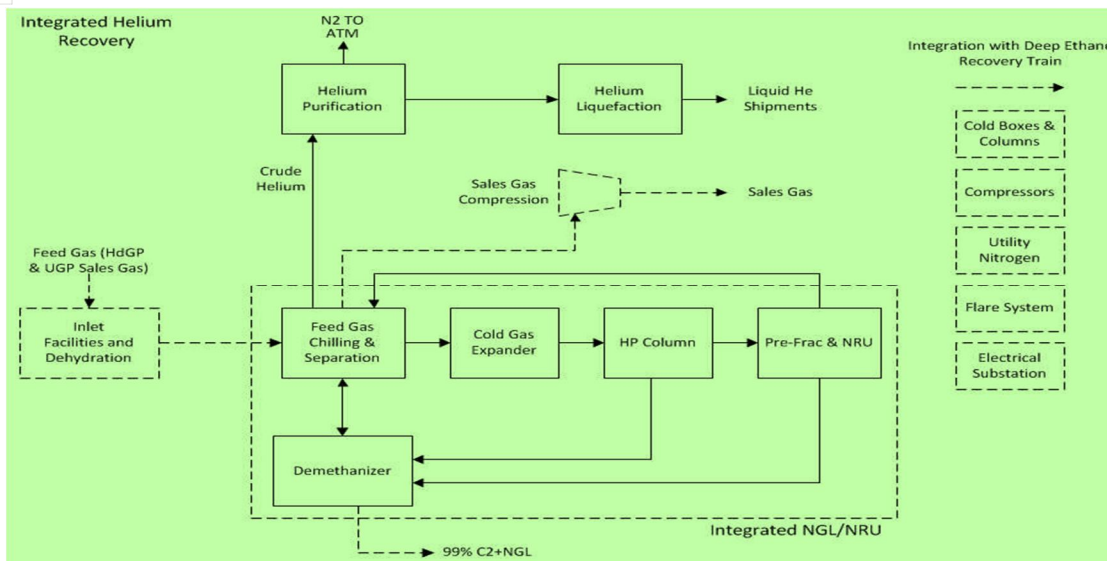 Integrated Helium
Recovery
N2 TO
ATM
Helium
Purification
Helium
Liquefaction
Liquid He
Shipments
Crude
Helium
Sales Gas
Compression
Sales Gas
Feed Gas (HdGP
& UGP Sales Gas)
Inlet
Facilities and
Dehydration
Feed Gas
Chilling &
Separation
Cold Gas
Expander
HP Column
Pre-Frac & NRU
Demethanizer
Integrated NGL/NRU
99% C2+NGL
Integration with Deep Ethane
Recovery Train
Cold Boxes &
Columns
Compressors
Utility
Nitrogen
Flare System
Electrical
Substation